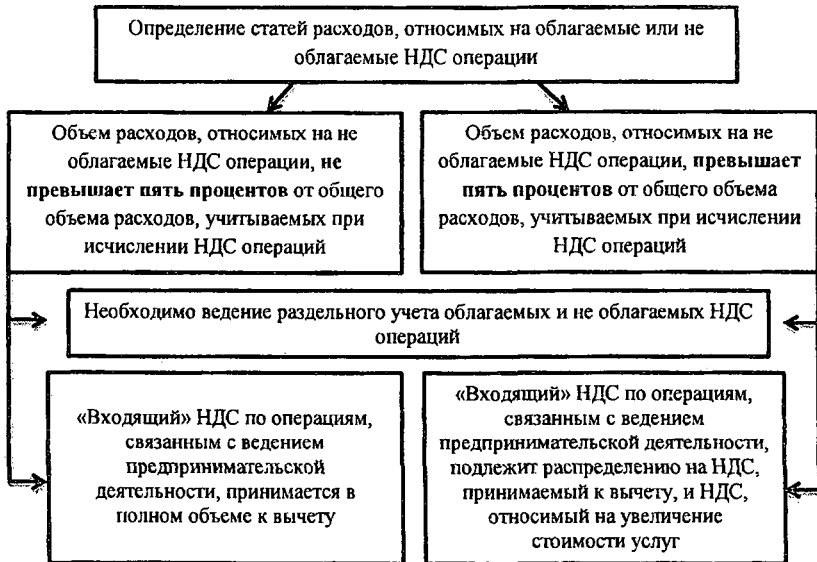 Определение статей расходов, относимых на облагаемые или не
облагаемые НДС операции
Объем расходов, относимых на не
облагаемые НДС операции, не
превышает пять процентов от общего
объема расходов, учитываемых при
исчислении НДС операций
Объем расходов, относимых на не
облагаемые НДС операции, превышает
пять процентов от общего объема
расходов, учитываемых при исчислении
НДС операций
Необходимо ведение раздельного учета облагаемых и не облагаемых НДС
операций
«Входящий» НДС по операциям,
связанным с ведением
предпринимательской
деятельности, принимается в
полном объеме к вычету
«Входящий» НДС по операциям,
связанным с ведением
предпринимательской деятельности,
подлежит распределению на НДС,
принимаемый к вычету, и НДС,
относимый на увеличение
стоимости услуг